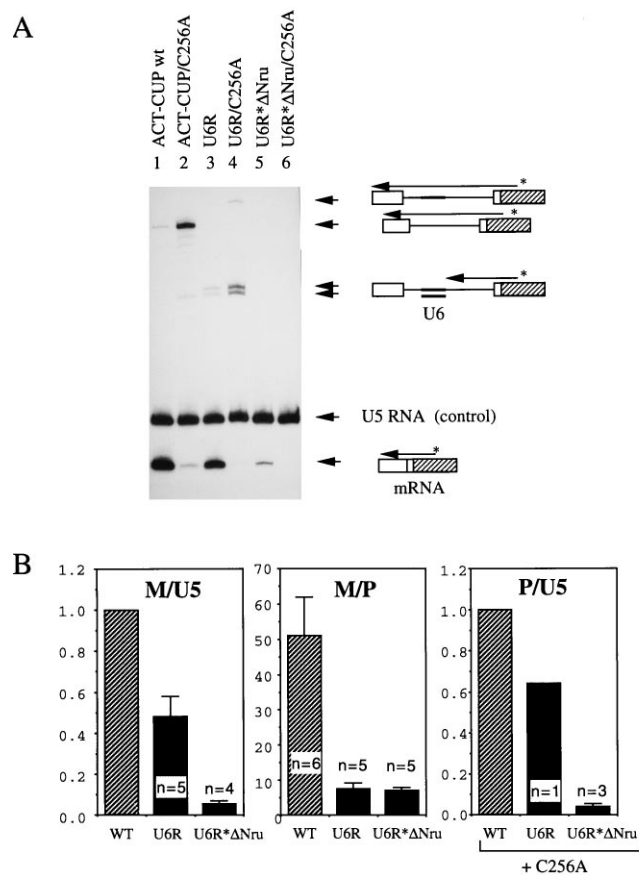 A
ACT-CUP wt
ACT-CUP/C256A
U6R
U6R/C256A
U6R*ΔNru
U6R*ΔNru/C256A
1 2 3 4 5 6
*
*
*
U6
U5 RNA (control)
*
mRNA
B
M/U5
1.2
1.0
0.8
0.6
0.4
0.2
0.0
n=5
n=4
WT U6R U6R*ΔNru
M/P
70
60
50
40
30
20
10
0
n=6
n=5
n=5
WT U6R U6R*ΔNru
P/U5
1.2
1.0
0.8
0.6
0.4
0.2
0.0
n=1
n=3
WT U6R U6R*ΔNru
+ C256A